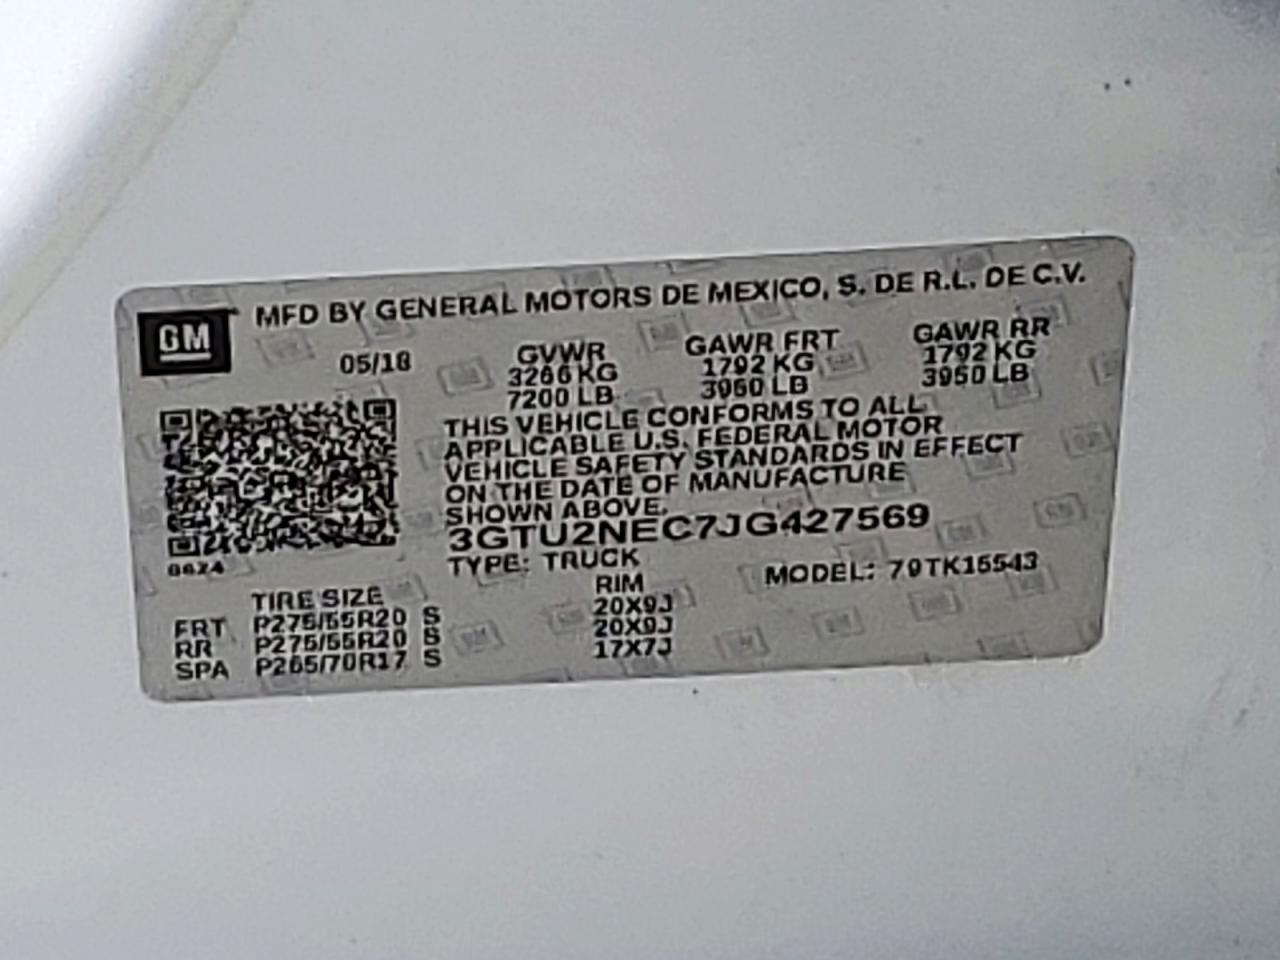 GM
MFD BY GENERAL MOTORS DE MEXICO, S. DE R.L. DE C.V.
05/18 GVWR GAWR FRT GAWR RR
3266 KG 1792 KG 1792 KG
7200 LB 3950 LB 3950 LB
THIS VEHICLE CONFORMS TO ALL
APPLICABLE U.S. FEDERAL MOTOR
VEHICLE SAFETY STANDARDS IN EFFECT
ON THE DATE OF MANUFACTURE
SHOWN ABOVE.
3GTU2NEC7JG427569
TYPE: TRUCK MODEL:
TIRE SIZE RIM
FRT P275/55R20 S 20X9J
RR P275/55R20 S 20X9J
SPA P265/70R17 S 17X7J